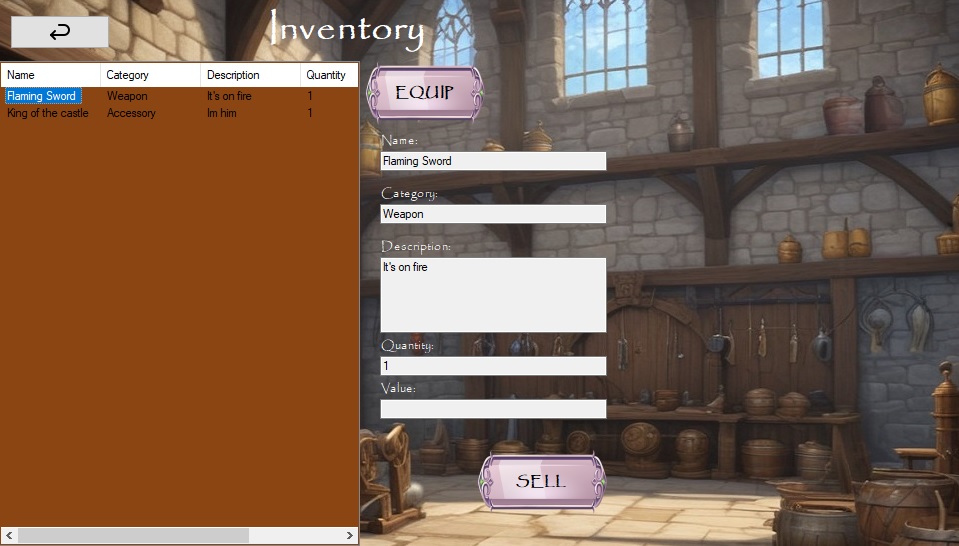 Inventory
Name Category Description Quantity
Flaming Sword Weapon It's on fire 1
King of the castle Accessory Im him 1
EQUIP
Name:
Flaming Sword
Category:
Weapon
Description:
It's on fire
Quantity:
1
Value:
SELL